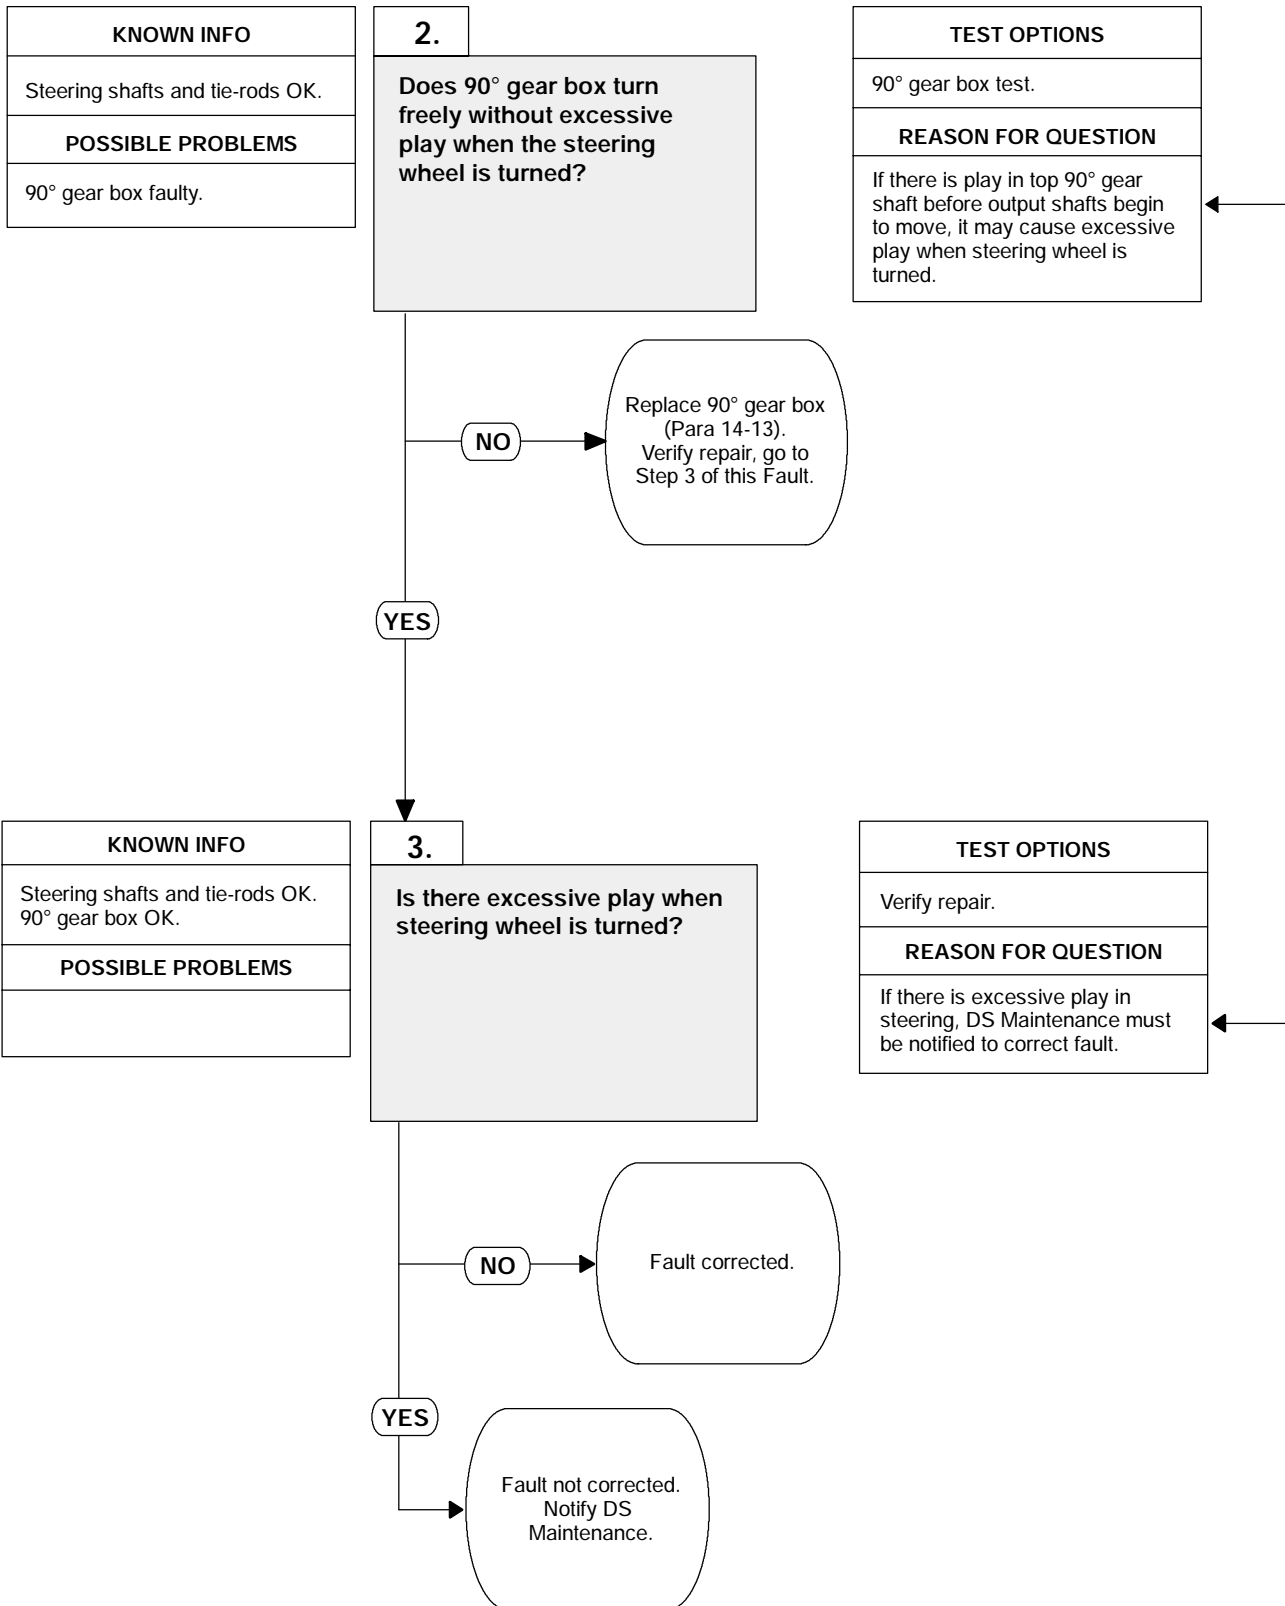 KNOWN INFO
Steering shafts and tie-rods OK.
POSSIBLE PROBLEMS
90° gear box faulty.
2.
Does 90° gear box turn
freely without excessive
play when the steering
wheel is turned?
TEST OPTIONS
90° gear box test.
REASON FOR QUESTION
If there is play in top 90° gear
shaft before output shafts begin
to move, it may cause excessive
play when steering wheel is
turned.
NO
Replace 90° gear box
(Para 14-13).
Verify repair, go to
Step 3 of this Fault.
YES
KNOWN INFO
Steering shafts and tie-rods OK.
90° gear box OK.
POSSIBLE PROBLEMS
3.
Is there excessive play when
steering wheel is turned?
TEST OPTIONS
Verify repair.
REASON FOR QUESTION
If there is excessive play in
steering, DS Maintenance must
be notified to correct fault.
NO
Fault corrected.
YES
Fault not corrected.
Notify DS
Maintenance.